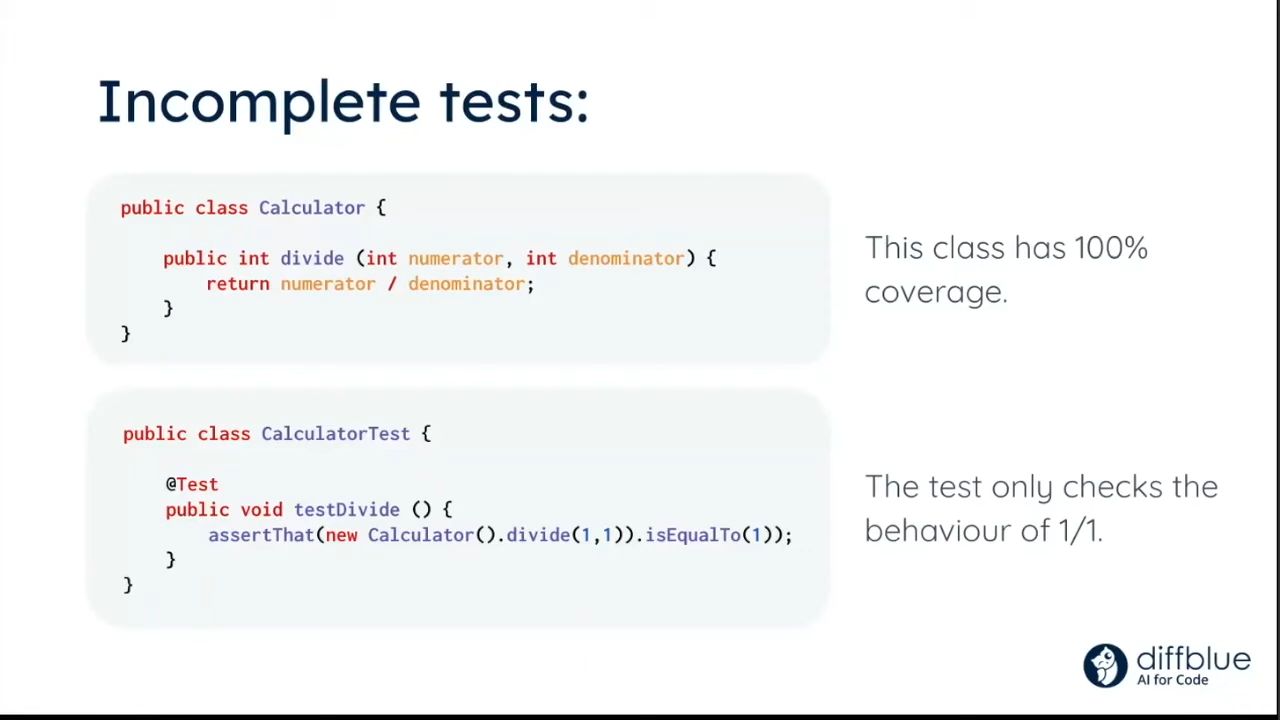 Incomplete tests:
public class Calculator {
public int divide (int numerator, int denominator) {
return numerator / denominator;
}
}
This class has 100%
coverage.
public class CalculatorTest {
@Test
public void testDivide () {
assertThat(new Calculator().divide(1,1)).isEqualTo(1));
}
}
The test only checks the
behaviour of 1/1.
diffblue
AI for Code